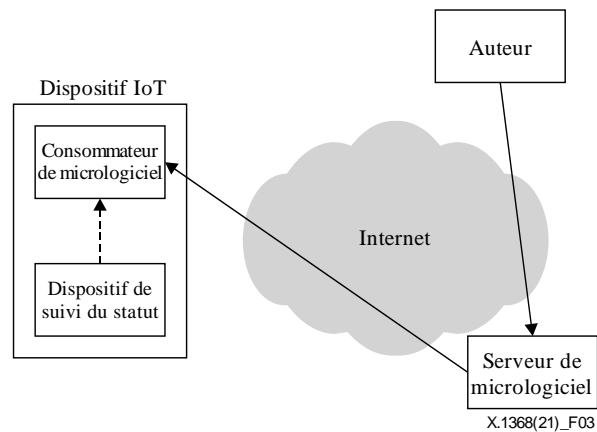 Auteur
Dispositif IoT
Consommateur
de micrologiciel
Internet
Dispositif de
suivi du statut
Serveur de
micrologiciel
X.1368(21)_F03